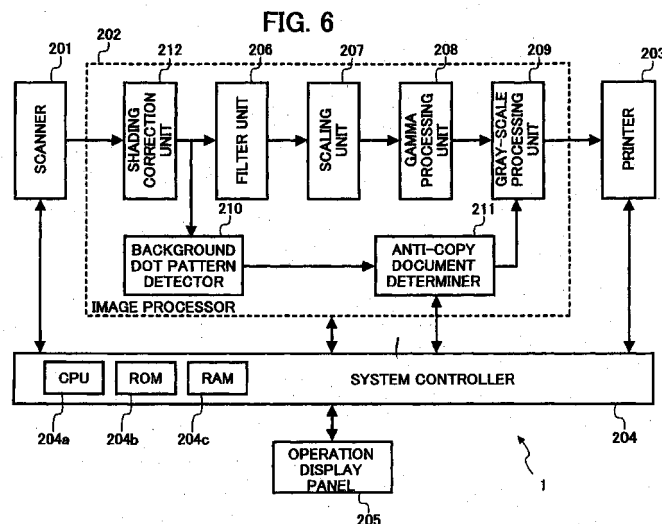 FIG. 6
201
202
212
206
207
208
209
203
SCANNER
SHADING
CORRECTION
UNIT
FILTER UNIT
SCALING
UNIT
GAMMA
PROCESSING
UNIT
GRAY-SCALE
PROCESSING
UNIT
PRINTER
210
211
BACKGROUND
DOT PATTERN
DETECTOR
ANTI-COPY
DOCUMENT
DETERMINER
IMAGE PROCESSOR
CPU
ROM
RAM
SYSTEM CONTROLLER
204a
204b
204c
204
OPERATION
DISPLAY
PANEL
205
1